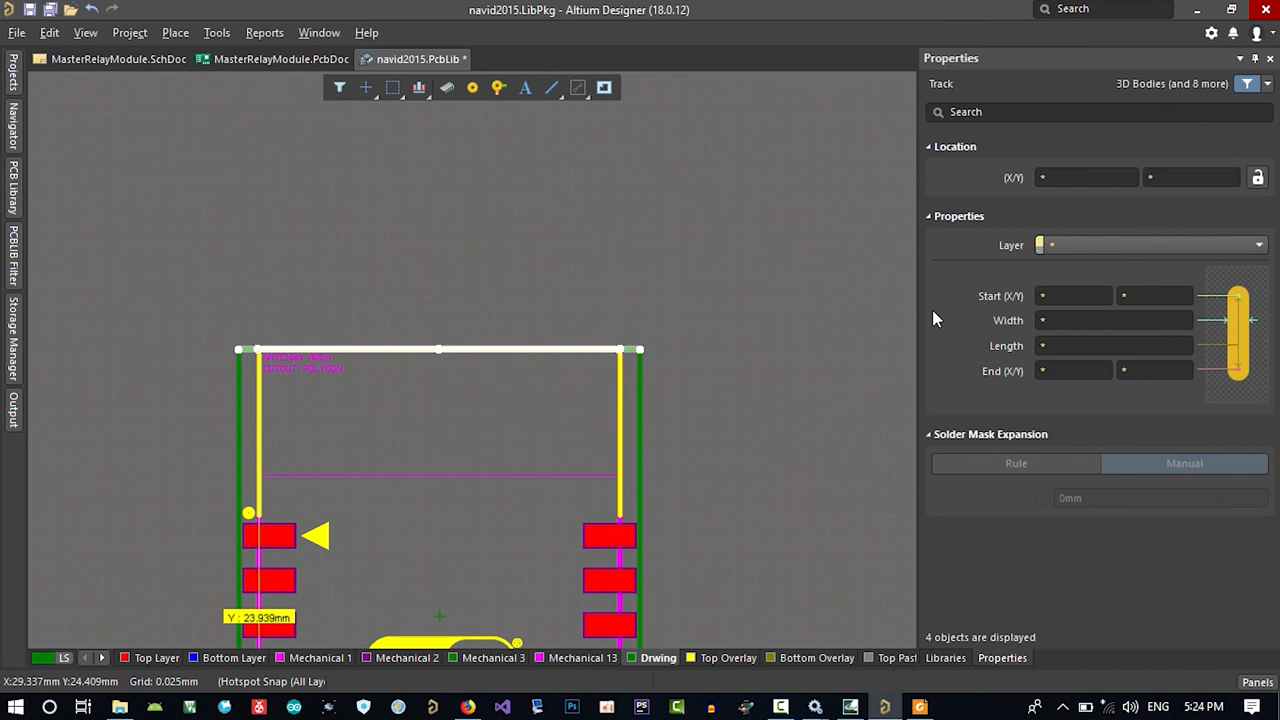 navid2015.LibPkg - Altium Designer (18.0.12)
Search
File Edit View Project Place Tools Reports Window Help
MasterRelayModule.SchDoc
MasterRelayModule.PcbDoc
navid2015.PcbLib *
Properties
Track
3D Bodies (and 8 more)
Search
Location
(X/Y) * *
Properties
Layer *
Start (X/Y) * *
Width *
Length *
End (X/Y) * *
Solder Mask Expansion
Rule Manual
0mm
4 objects are displayed
Projects
Navigator
PCB Library
PCBLIB Filter
Storage Manager
Output
CUTOUT POLYGON
Y : 23.939mm
LS Top Layer Bottom Layer Mechanical 1 Mechanical 2 Mechanical 3 Mechanical 13 Drwing Top Overlay Bottom Overlay Top Past
Libraries Properties
X:29.337mm Y:24.409mm Grid: 0.025mm (Hotspot Snap (All Lay
Panels
ENG 5:24 PM